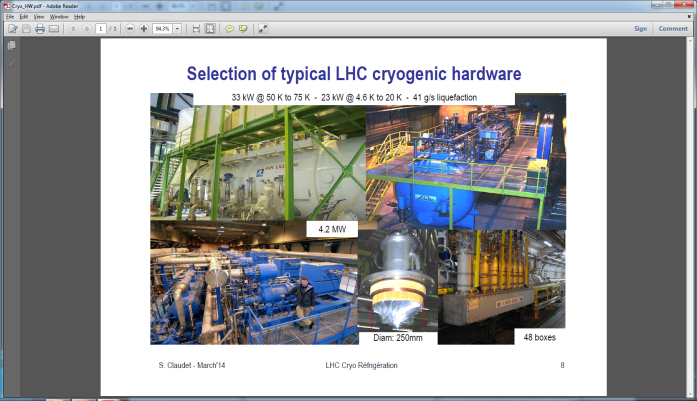 Cryo_HW.pdf - Adobe Reader
File Edit View Window Help
1 / 1 94.3%
Sign Comment
Selection of typical LHC cryogenic hardware
33 kW @ 50 K to 75 K - 23 kW @ 4.6 K to 20 K - 41 g/s liquefaction
4.2 MW
Diam: 250mm
48 boxes
S. Claudet - March'14
LHC Cryo Réfrigération
8